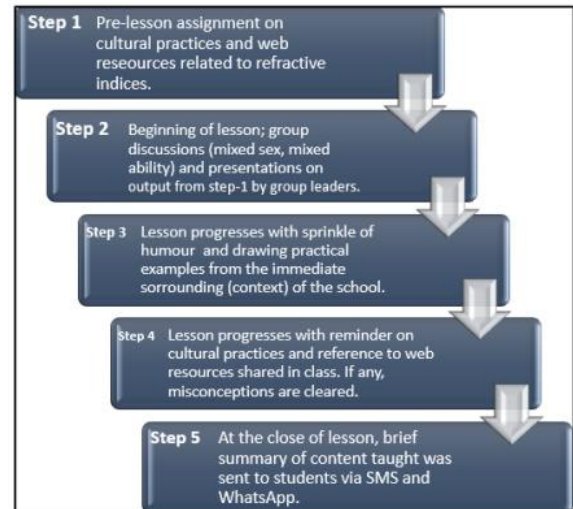 Step 1 Pre-lesson assignment on
cultural practices and web
reseources related to refractive
indices.
Step 2 Beginning of lesson; group
discussions (mixed sex, mixed
ability) and presentations on
output from step-1 by group leaders.
Step 3 Lesson progresses with sprinkle of
humour and drawing practical
examples from the immediate
sorrounding (context) of the school.
Step 4 Lesson progresses with reminder on
cultural practices and reference to web
resources shared in class. If any,
misconceptions are cleared.
Step 5 At the close of lesson, brief
summary of content taught was
sent to students via SMS and
WhatsApp.